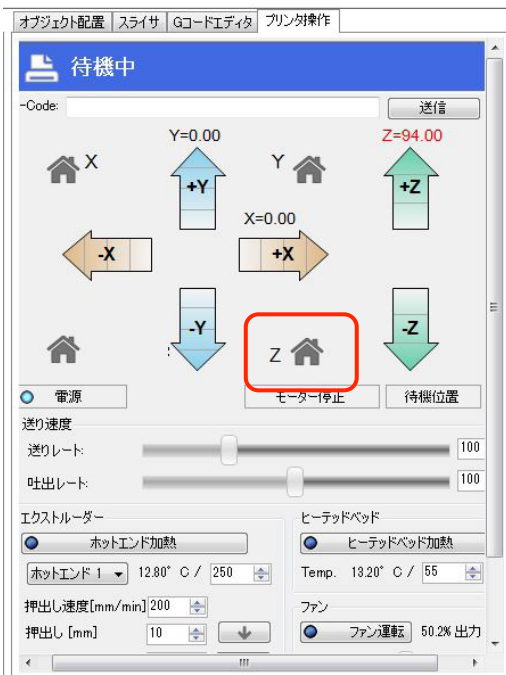 オブジェクト配置 スライサ Gコードエディタ プリンタ操作
待機中
-Code: 送信
Y=0.00 Z=94.00
X Y
+Y +Z
X=0.00
-X +X
-Y -Z
Z
電源 モーター停止 待機位置
送り速度
送りレート: 100
吐出レート: 100
エクストルーダー ヒーテッドベッド
ホットエンド加熱 ヒーテッドベッド加熱
ホットエンド 1 12.80° C / 250 Temp. 13.20° C / 55
押出し速度[mm/min] 200 ファン
押出し [mm] 10 ファン運転 50.2% 出力